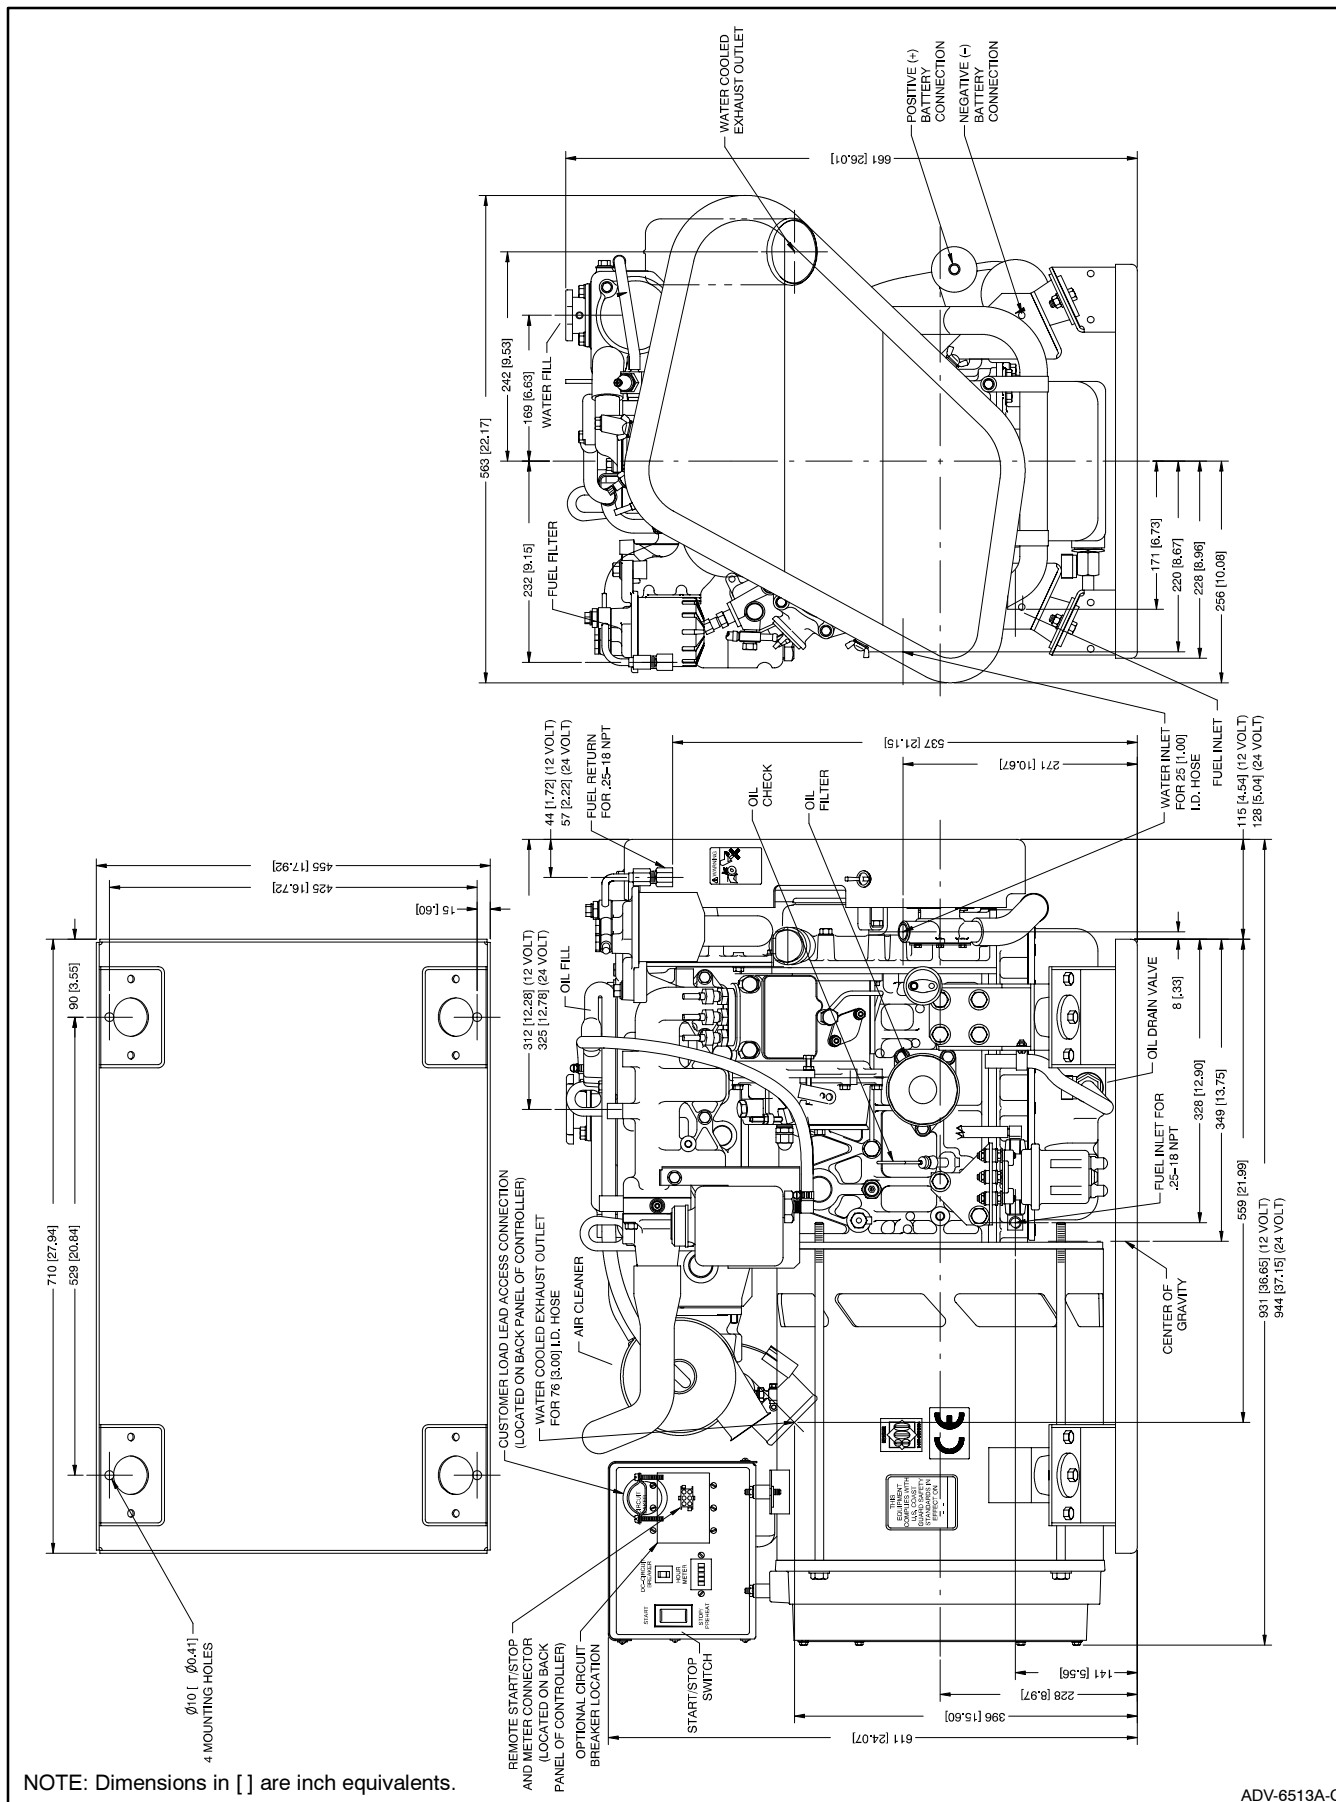 WATER COOLED
EXHAUST OUTLET
POSITIVE (+)
BATTERY
CONNECTION
NEGATIVE (-)
BATTERY
CONNECTION
661 [26.01]
563 [22.17]
242 [9.53]
169 [6.63]
WATER FILL
232 [9.15]
FUEL FILTER
171 [6.73]
220 [8.67]
228 [8.96]
256 [10.08]
WATER INLET
FOR 25 [1.00]
I.D. HOSE
FUEL INLET
44 [1.72] (12 VOLT)
57 [2.22] (24 VOLT)
FUEL RETURN
FOR .25-18 NPT
537 [21.15]
271 [10.67]
115 [4.54] (12 VOLT)
128 [5.04] (24 VOLT)
OIL
CHECK
OIL
FILTER
WARNING
455 [17.92]
425 [16.72]
15 [.60]
90 [3.55]
710 [27.94]
529 [20.84]
Ø10 [ Ø0.41]
4 MOUNTING HOLES
OIL FILL
312 [12.28] (12 VOLT)
325 [12.78] (24 VOLT)
CUSTOMER LOAD LEAD ACCESS CONNECTION
(LOCATED ON BACK PANEL OF CONTROLLER)
WATER COOLED EXHAUST OUTLET
FOR 76 [3.00] I.D. HOSE
AIR CLEANER
OIL DRAIN VALVE
8 [.33]
FUEL INLET FOR
.25-18 NPT
328 [12.90]
349 [13.75]
559 [21.99]
931 [36.65] (12 VOLT)
944 [37.15] (24 VOLT)
CENTER OF
GRAVITY
THIS
EQUIPMENT
COMPLIES WITH
U.S. COAST
GUARD SAFETY
STANDARDS IN
EFFECT ON
CE
DC-CIRCUIT
BREAKER
HOUR
METER
START
STOP/
PREHEAT
REMOTE START/STOP
AND METER CONNECTOR
(LOCATED ON BACK
PANEL OF CONTROLLER)
OPTIONAL CIRCUIT
BREAKER LOCATION
START/STOP
SWITCH
141 [5.56]
228 [8.97]
396 [15.60]
611 [24.07]
NOTE: Dimensions in [ ] are inch equivalents.
ADV-6513A-C